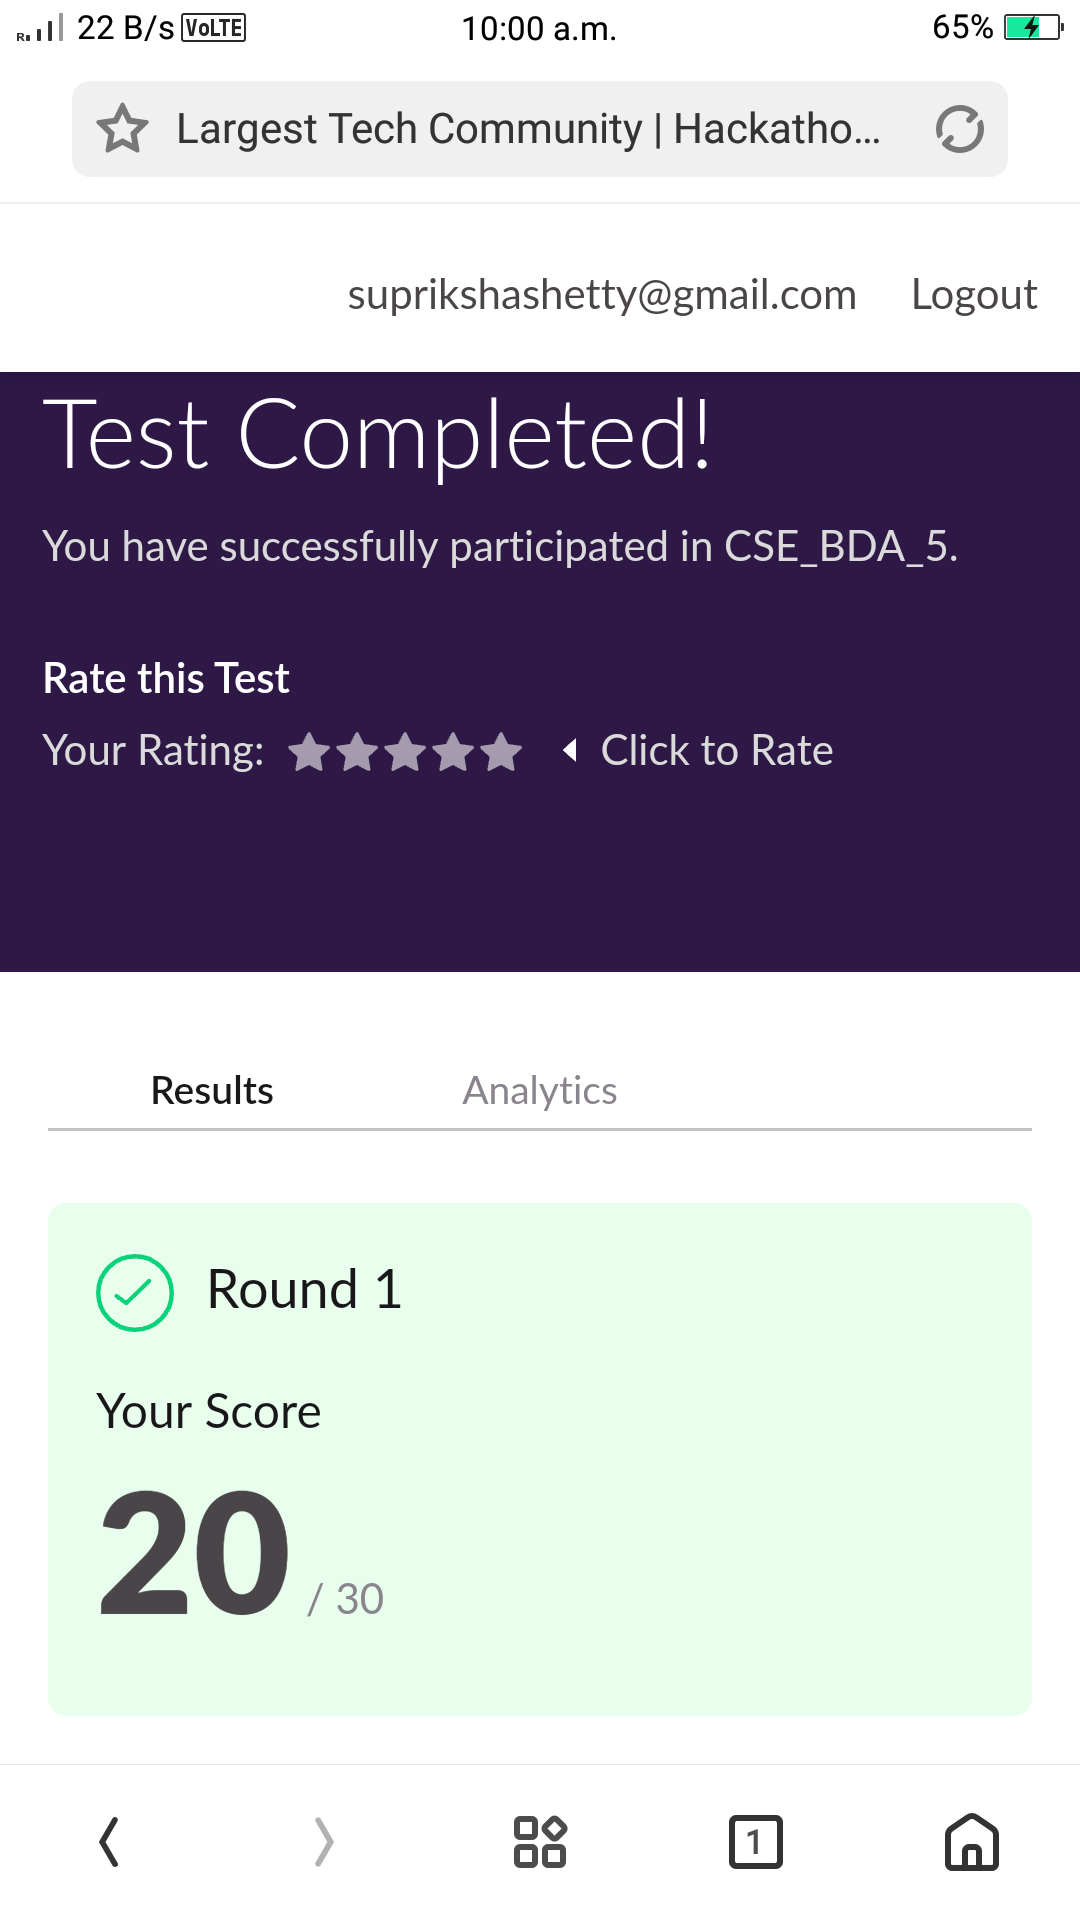 R 22 B/s VoLTE 10:00 a.m. 65%
Largest Tech Community | Hackatho...
suprikshashetty@gmail.com Logout
Test Completed!
You have successfully participated in CSE_BDA_5.
Rate this Test
Your Rating: Click to Rate
Results Analytics
Round 1
Your Score
20 / 30
1